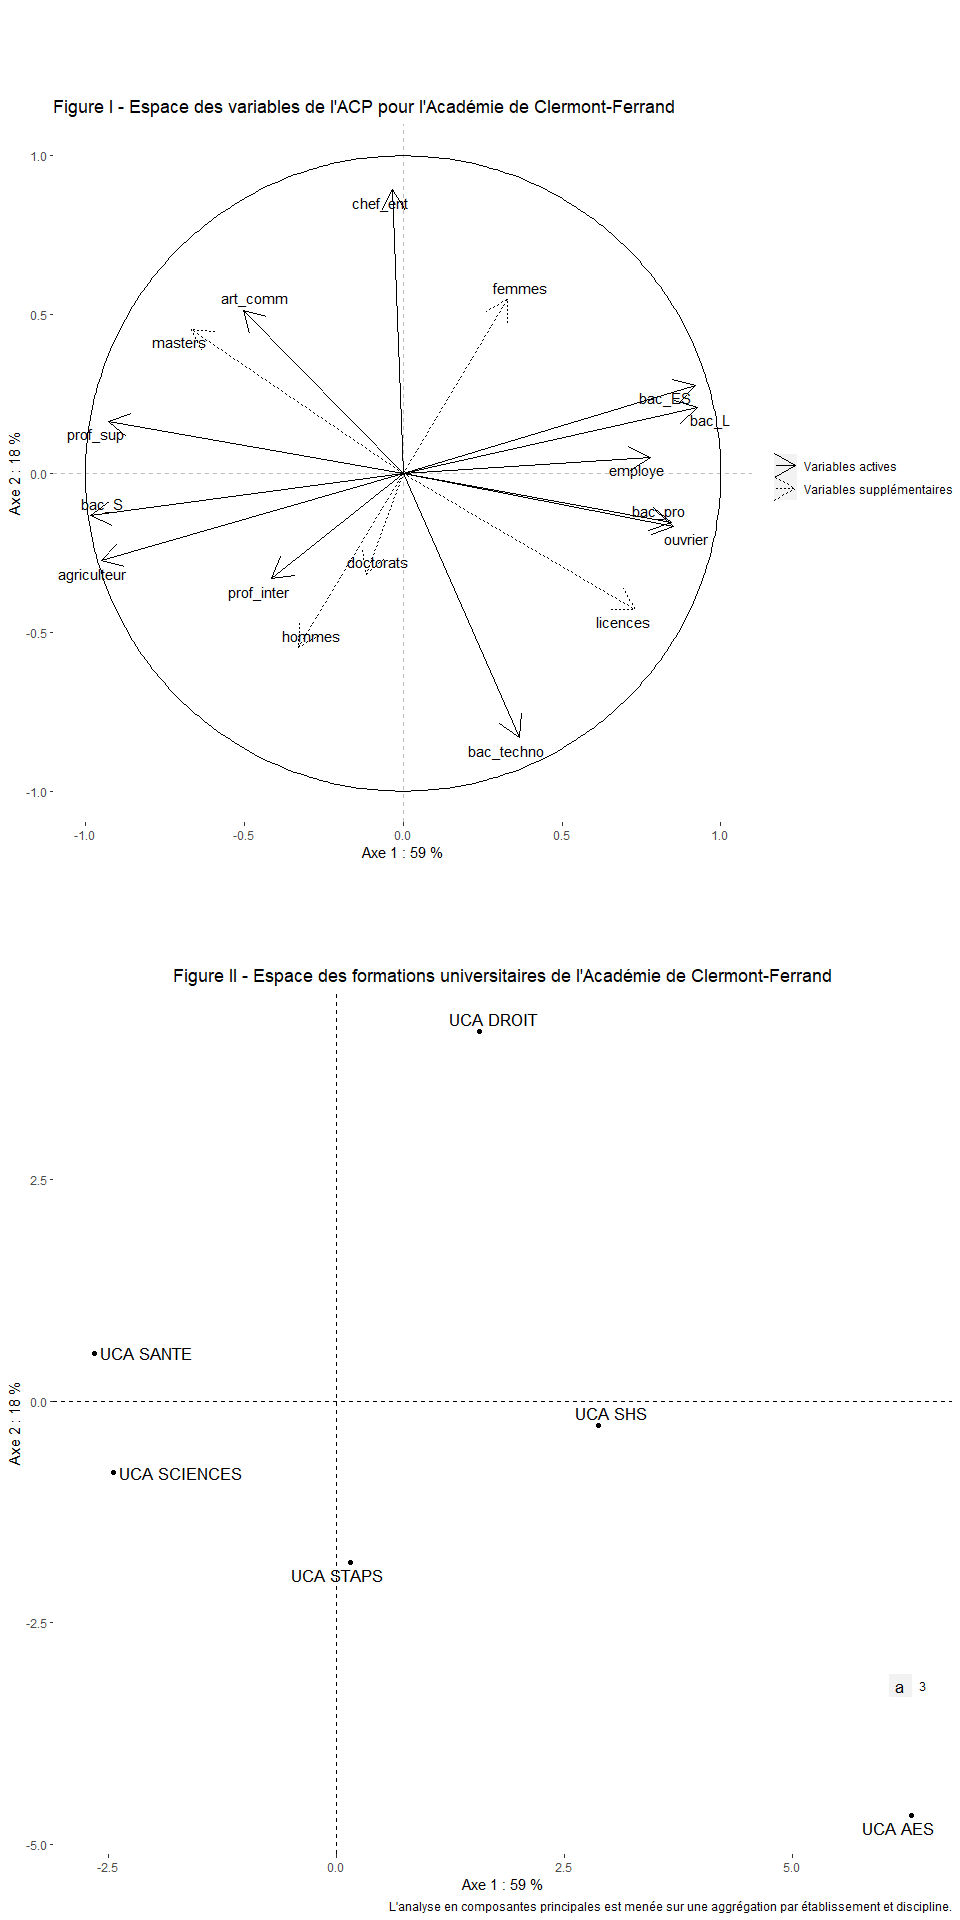 Figure I - Espace des variables de l'ACP pour l'Académie de Clermont-Ferrand
1.0
chef_ent
femmes
art_comm
0.5
masters
bac_ES
bac_L
prof_sup
Variables actives
employe
Axe 2 : 18 %
0.0
Variables supplémentaires
bac_S
bac_pro
ouvrier
doctorats
agriculteur
prof_inter
licences
hommes
-0.5
bac_techno
-1.0
-1.0
-0.5
0.0
0.5
1.0
Axe 1 : 59 %
Figure II - Espace des formations universitaires de l'Académie de Clermont-Ferrand
UCA DROIT
2.5
UCA SANTE
Axe 2 : 18 %
0.0
UCA SHS
UCA SCIENCES
UCA STAPS
-2.5
a 3
UCA AES
-5.0
-2.5
0.0
2.5
5.0
Axe 1 : 59 %
L'analyse en composantes principales est menée sur une aggrégation par établissement et discipline.